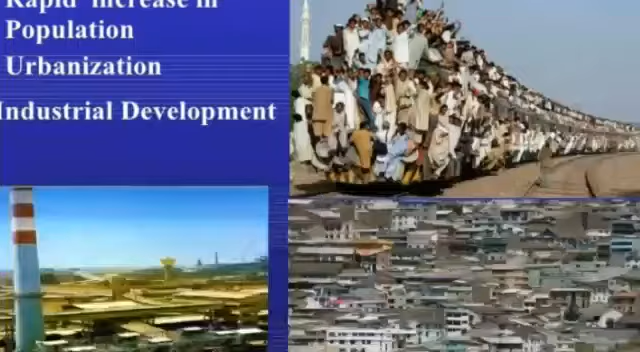 Rapid increase in
Population
Urbanization
Industrial Development